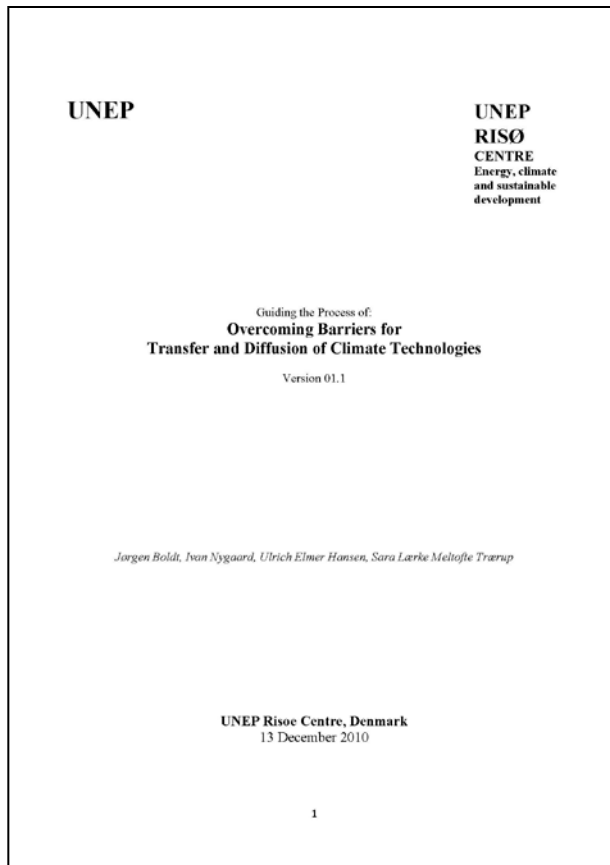 UNEP
UNEP
RISØ
CENTRE
Energy, climate
and sustainable
development
Guiding the Process of:
Overcoming Barriers for
Transfer and Diffusion of Climate Technologies
Version 01.1
Jørgen Boldt, Ivan Nygaard, Ulrich Elmer Hansen, Sara Lærke Meltofte Trærup
UNEP Risoe Centre, Denmark
13 December 2010
1